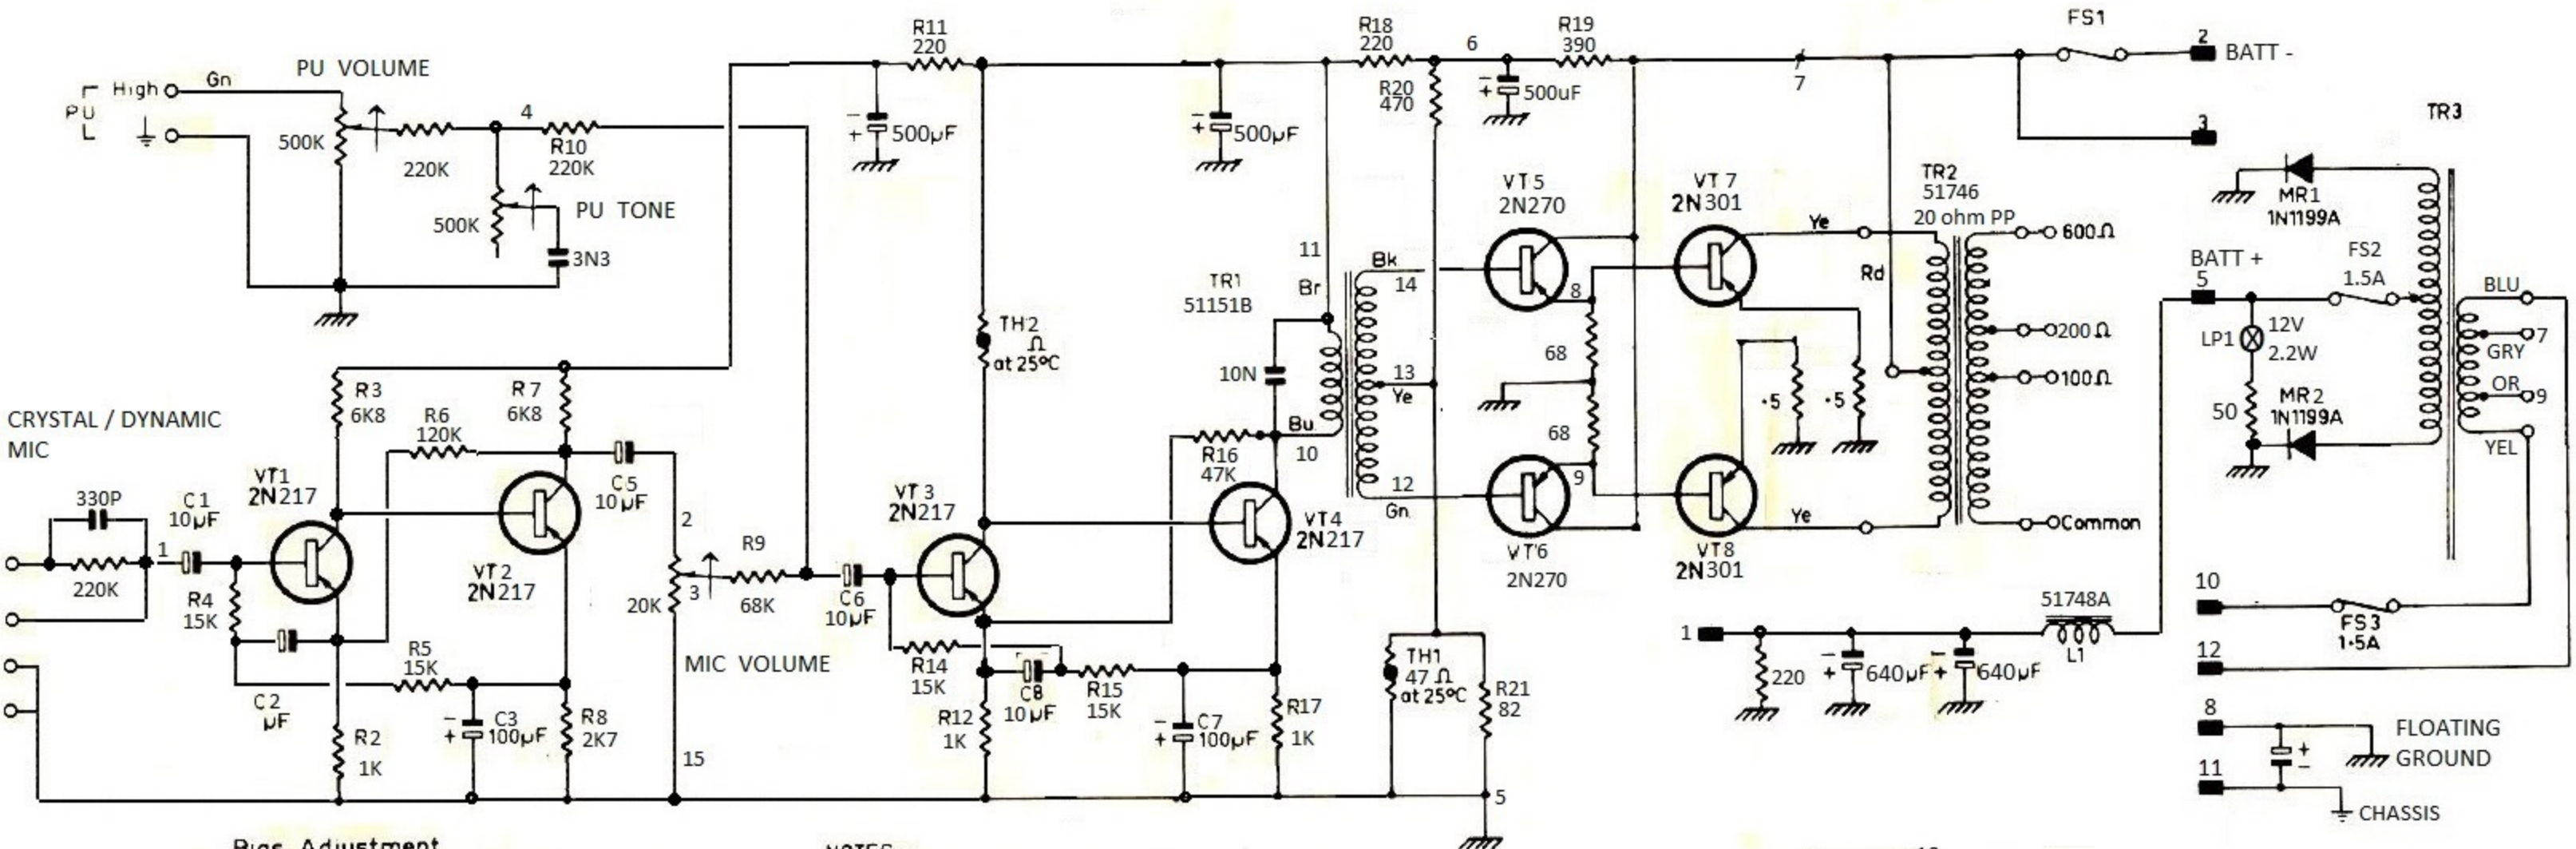 PU
High
Gn
PU VOLUME
500K
220K
4
R10
220K
500K
PU TONE
3N3
R11
220
500µF
500µF
R18
220
6
R19
390
R20
470
500uF
7
FS1
2
BATT -
3
TR3
CRYSTAL / DYNAMIC
MIC
330P
220K
1
C1
10µF
VT1
2N217
R3
6K8
R4
15K
C2
µF
R2
1K
R5
15K
R6
120K
R7
6K8
VT2
2N217
C3
100µF
R8
2K7
C5
10µF
2
20K
3
MIC VOLUME
15
R9
68K
C6
10µF
VT3
2N217
TH2
Ω
at 25ºC
R14
15K
C8
10µF
R15
15K
R12
1K
C7
100µF
R17
1K
R16
47K
VT4
2N217
10N
TR1
51151B
11
Br
Bu
10
Bk
14
13
Ye
12
Gn
TH1
47 Ω
at 25ºC
R21
82
5
VT5
2N270
VT6
2N270
8
68
68
9
VT7
2N301
VT8
2N301
·5
·5
Ye
Rd
Ye
TR2
51746
20 ohm PP
600Ω
200Ω
100Ω
Common
MR1
1N1199A
BATT +
5
FS2
1.5A
LP1
12V
2.2W
50
MR2
1N1199A
BLU
7
GRY
OR
9
YEL
51748A
L1
1
220
640µF
640µF
10
FS3
1·5A
12
8
FLOATING
GROUND
11
CHASSIS
Bias Adjustment
NOTES